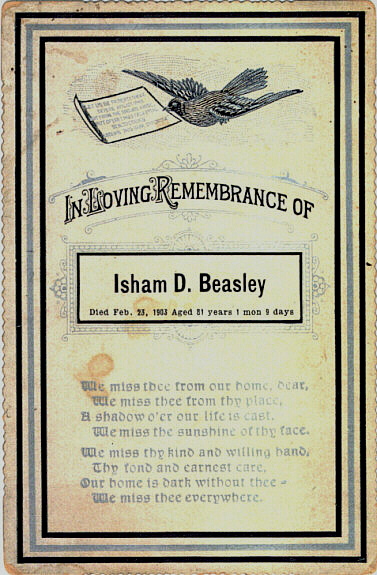 In Loving Remembrance of
Isham D. Beasley
Died Feb. 23, 1903 Aged 81 years 1 mon 9 days
We miss thee from our home, dear,
We miss thee from thy place,
A shadow o'er our life is cast.
We miss the sunshine of thy face.
We miss thy kind and willing hand,
Thy fond and earnest care,
Our home is dark without thee -
We miss thee everywhere.